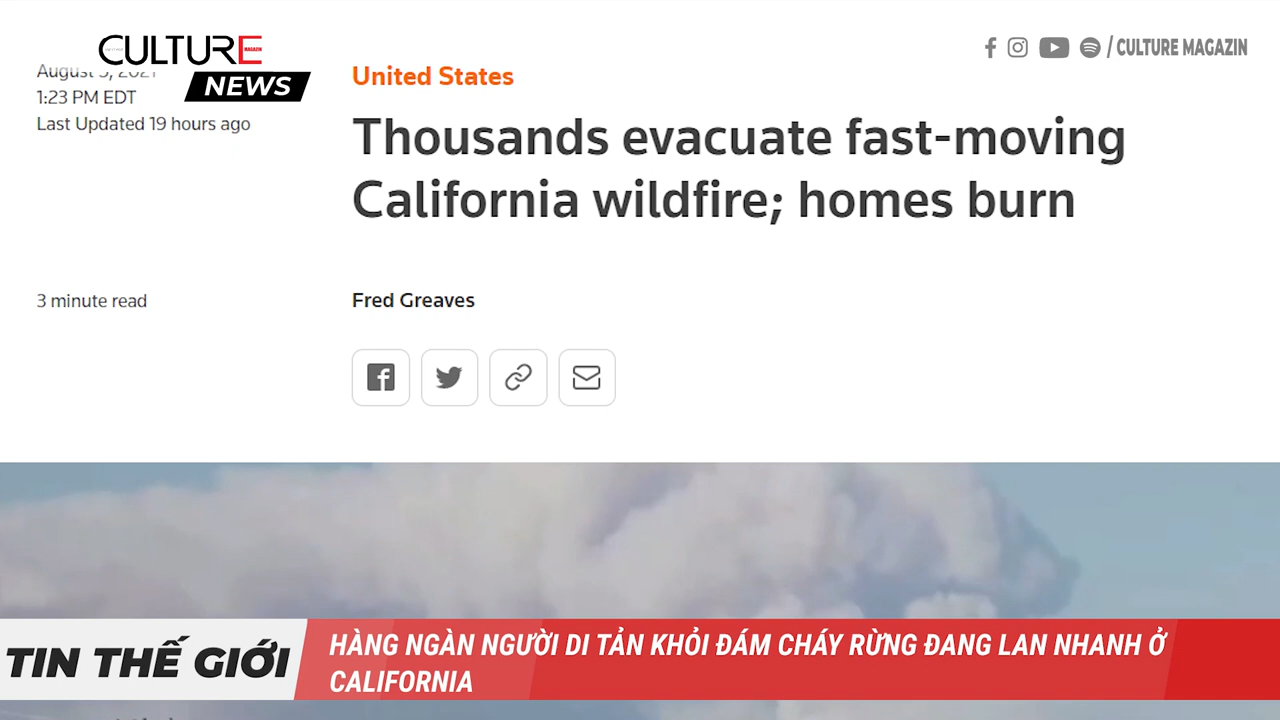 CULTURE
MAGAZIN
NEWS
/ CULTURE MAGAZIN
1:23 PM EDT
Last Updated 19 hours ago
United States
Thousands evacuate fast-moving
California wildfire; homes burn
3 minute read
Fred Greaves
TIN THẾ GIỚI
HÀNG NGÀN NGƯỜI DI TẢN KHỎI ĐÁM CHÁY RỪNG ĐANG LAN NHANH Ở
CALIFORNIA